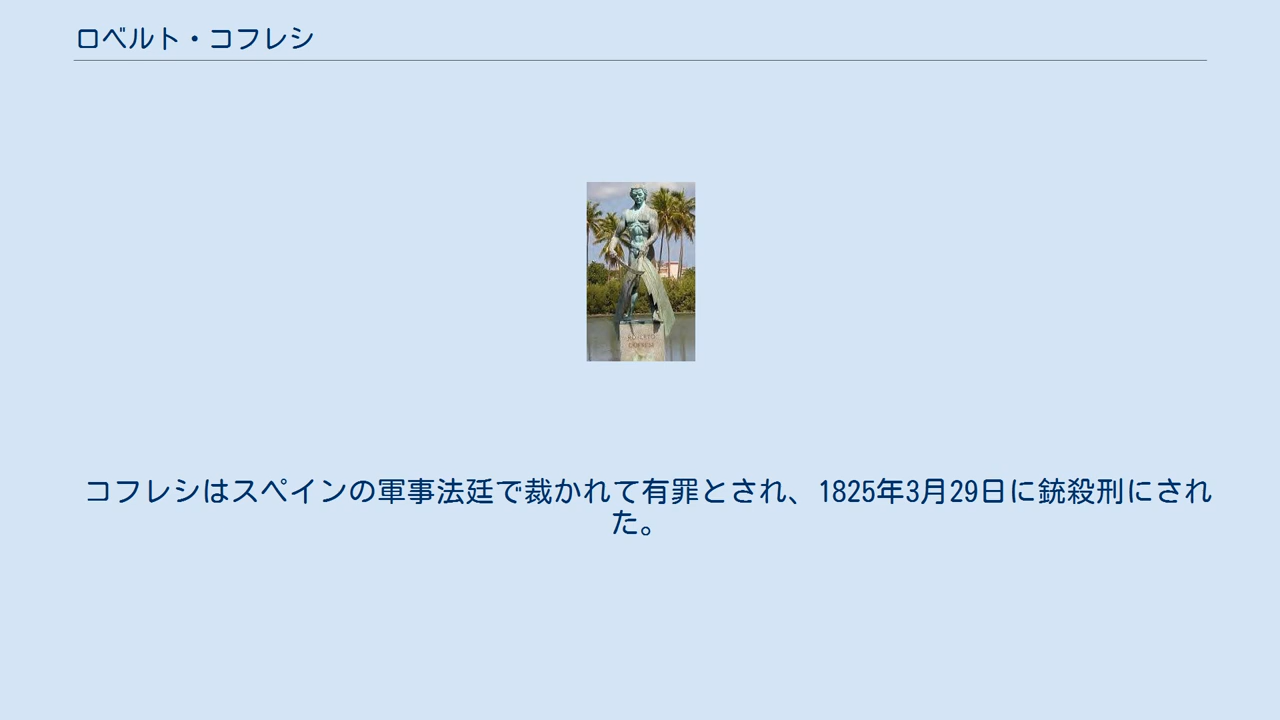 ロベルト・コフレシ
コフレシはスペインの軍事法廷で裁かれて有罪とされ、1825年3月29日に銃殺刑にされ
た。